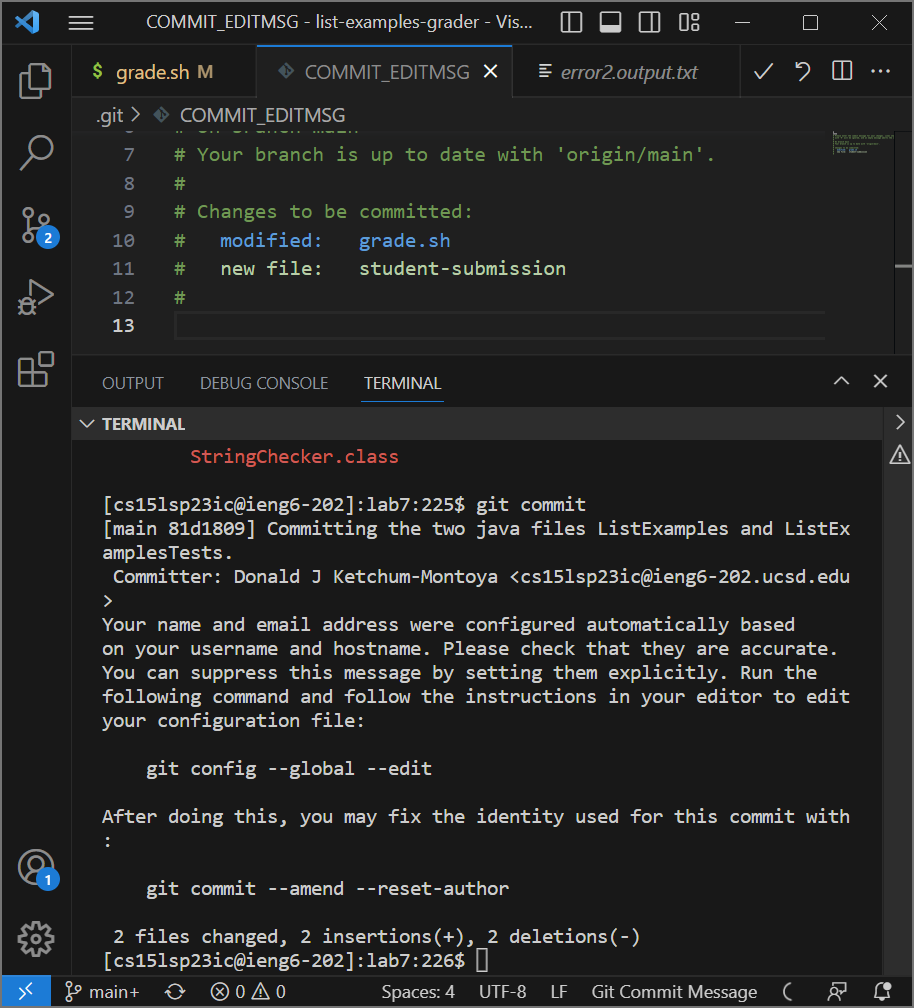 COMMIT_EDITMSG - list-examples-grader - Vis...
$ grade.sh M
COMMIT_EDITMSG
error2.output.txt
.git > COMMIT_EDITMSG
7 # Your branch is up to date with 'origin/main'.
8 #
9 # Changes to be committed:
10 # modified: grade.sh
11 # new file: student-submission
12 #
13
2
OUTPUT DEBUG CONSOLE TERMINAL
TERMINAL
StringChecker.class
[cs15lsp23ic@ieng6-202]:lab7:225$ git commit
[main 81d1809] Committing the two java files ListExamples and ListEx
amplesTests.
Committer: Donald J Ketchum-Montoya <cs15lsp23ic@ieng6-202.ucsd.edu
>
Your name and email address were configured automatically based
on your username and hostname. Please check that they are accurate.
You can suppress this message by setting them explicitly. Run the
following command and follow the instructions in your editor to edit
your configuration file:
git config --global --edit
After doing this, you may fix the identity used for this commit with
:
git commit --amend --reset-author
2 files changed, 2 insertions(+), 2 deletions(-)
[cs15lsp23ic@ieng6-202]:lab7:226$
1
main+ 0 0 Spaces: 4 UTF-8 LF Git Commit Message